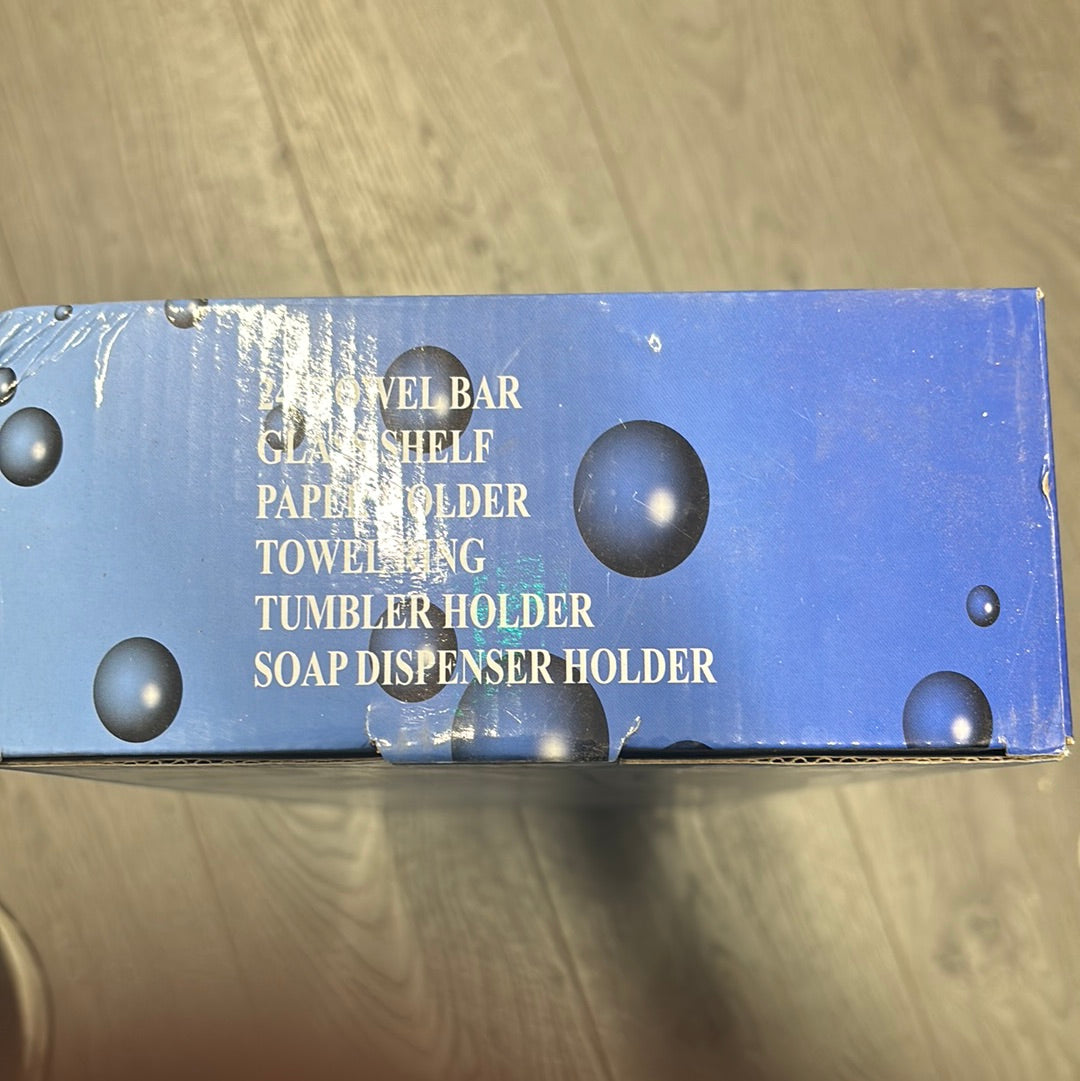 24" TOWEL BAR
GLASS SHELF
PAPER HOLDER
TOWEL RING
TUMBLER HOLDER
SOAP DISPENSER HOLDER